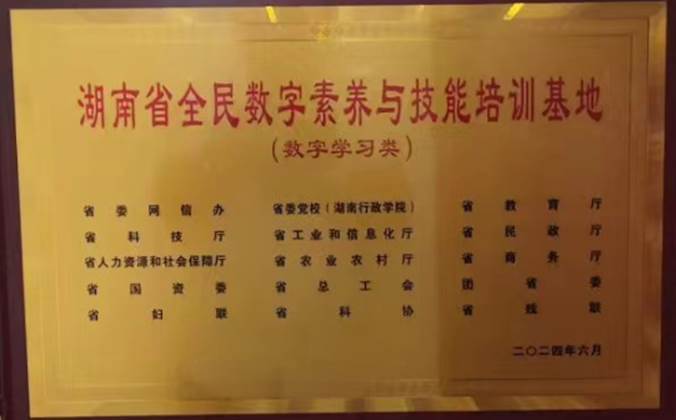 湖南省全民数字素养与技能培训基地
(数字学习类)
省委网信办 省委党校(湖南行政学院) 省教育厅
省科技厅 省工业和信息化厅 省民政厅
省人力资源和社会保障厅 省农业农村厅 省商务厅
省国资委 省总工会 团省委
省妇联 省科协 省残联
二〇二四年六月